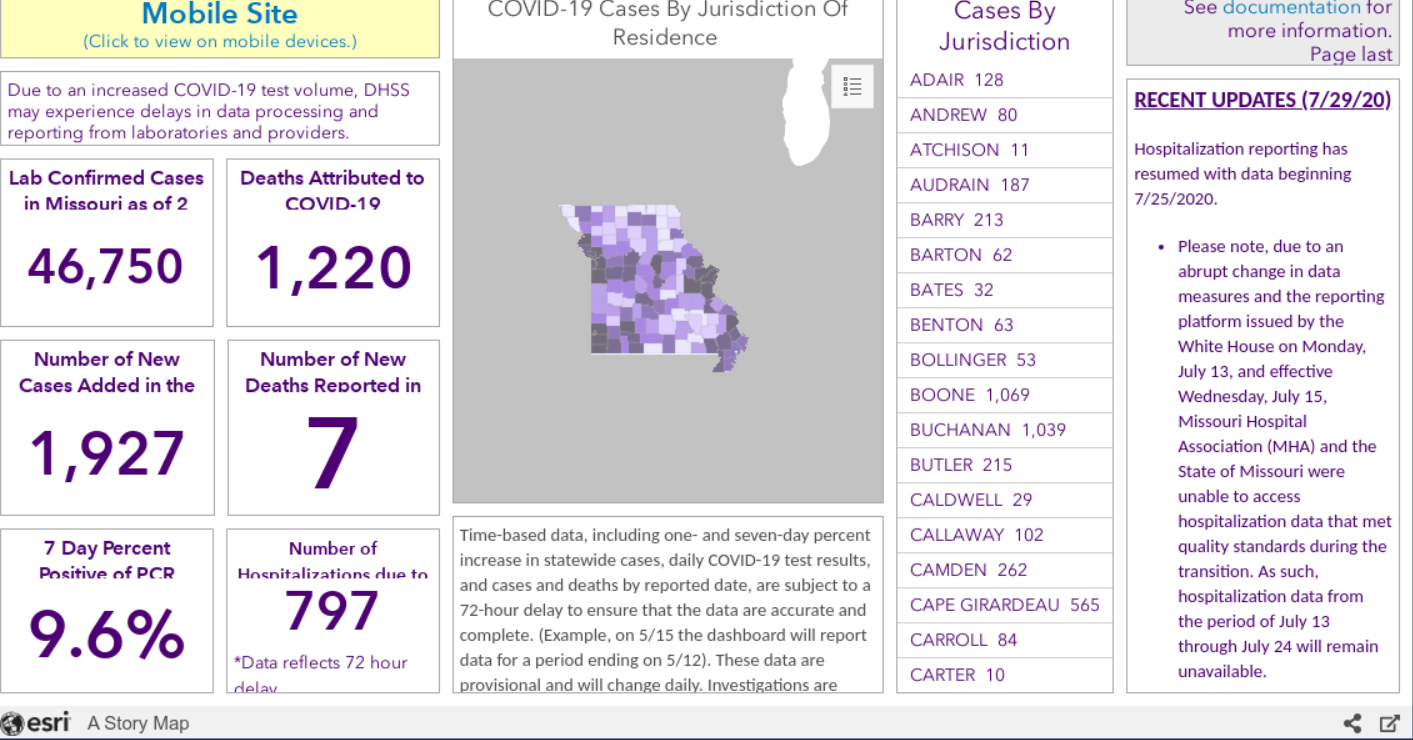 Mobile Site
(Click to view on mobile devices.)
Due to an increased COVID-19 test volume, DHSS
may experience delays in data processing and
reporting from laboratories and providers.
Lab Confirmed Cases
in Missouri as of 2
46,750
Deaths Attributed to
COVID-19
1,220
Number of New
Cases Added in the
1,927
Number of New
Deaths Reported in
7
7 Day Percent
Positive of PCR
9.6%
Number of
Hospitalizations due to
797
*Data reflects 72 hour
delay
COVID-19 Cases By Jurisdiction Of
Residence
Time-based data, including one- and seven-day percent
increase in statewide cases, daily COVID-19 test results,
and cases and deaths by reported date, are subject to a
72-hour delay to ensure that the data are accurate and
complete. (Example, on 5/15 the dashboard will report
data for a period ending on 5/12). These data are
provisional and will change daily. Investigations are
Cases By
Jurisdiction
ADAIR 128
ANDREW 80
ATCHISON 11
AUDRAIN 187
BARRY 213
BARTON 62
BATES 32
BENTON 63
BOLLINGER 53
BOONE 1,069
BUCHANAN 1,039
BUTLER 215
CALDWELL 29
CALLAWAY 102
CAMDEN 262
CAPE GIRARDEAU 565
CARROLL 84
CARTER 10
See documentation for
more information.
Page last
RECENT UPDATES (7/29/20)
Hospitalization reporting has
resumed with data beginning
7/25/2020.
• Please note, due to an
abrupt change in data
measures and the reporting
platform issued by the
White House on Monday,
July 13, and effective
Wednesday, July 15,
Missouri Hospital
Association (MHA) and the
State of Missouri were
unable to access
hospitalization data that met
quality standards during the
transition. As such,
hospitalization data from
the period of July 13
through July 24 will remain
unavailable.
esri A Story Map